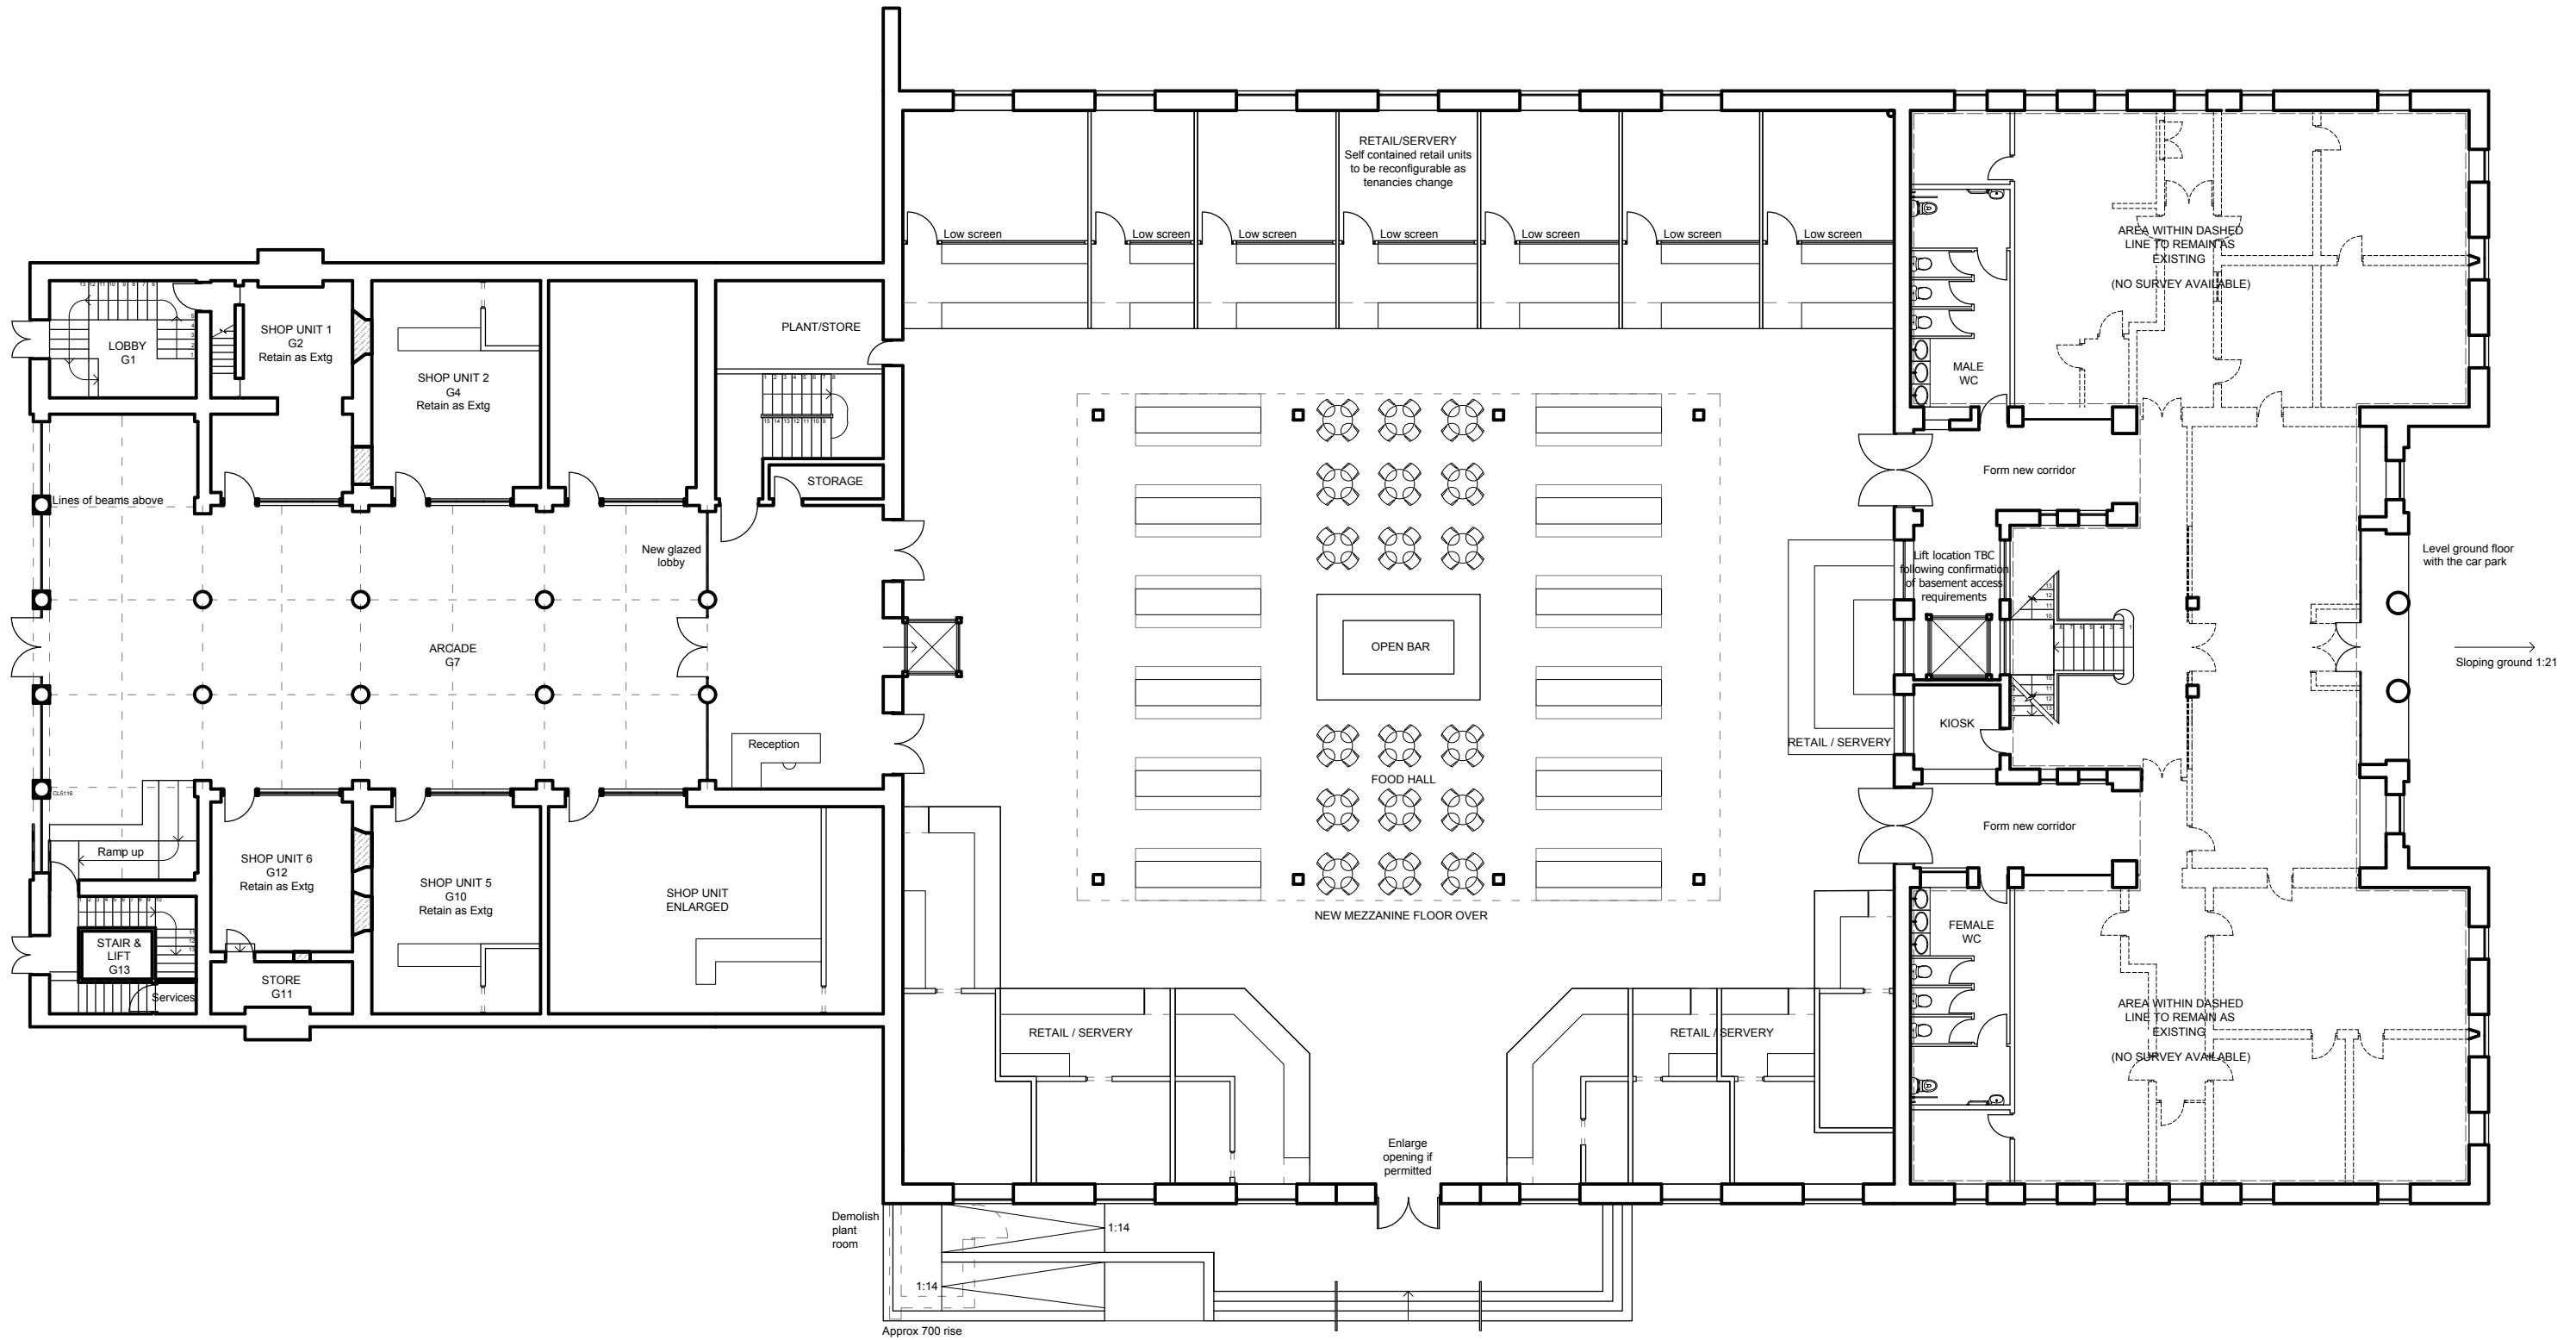 RETAIL/SERVERY
Self contained retail units
to be reconfigurable as
tenancies change
Low screen
Low screen
Low screen
Low screen
Low screen
Low screen
Low screen
AREA WITHIN DASHED
LINE TO REMAIN AS
EXISTING
(NO SURVEY AVAILABLE)
LOBBY
G1
SHOP UNIT 1
G2
Retain as Extg
SHOP UNIT 2
G4
Retain as Extg
PLANT/STORE
MALE
WC
STORAGE
Form new corridor
Lines of beams above
New glazed
lobby
Lift location TBC
following confirmation
of basement access
requirements
Level ground floor
with the car park
ARCADE
G7
OPEN BAR
Sloping ground 1:21
KIOSK
Reception
RETAIL / SERVERY
FOOD HALL
CL5116
Ramp up
Form new corridor
SHOP UNIT 6
G12
Retain as Extg
SHOP UNIT 5
G10
Retain as Extg
SHOP UNIT
ENLARGED
NEW MEZZANINE FLOOR OVER
FEMALE
WC
STAIR &
LIFT
G13
STORE
G11
Services
AREA WITHIN DASHED
LINE TO REMAIN AS
EXISTING
(NO SURVEY AVAILABLE)
RETAIL / SERVERY
RETAIL / SERVERY
Enlarge
opening if
permitted
Demolish
plant
room
1:14
1:14
Approx 700 rise